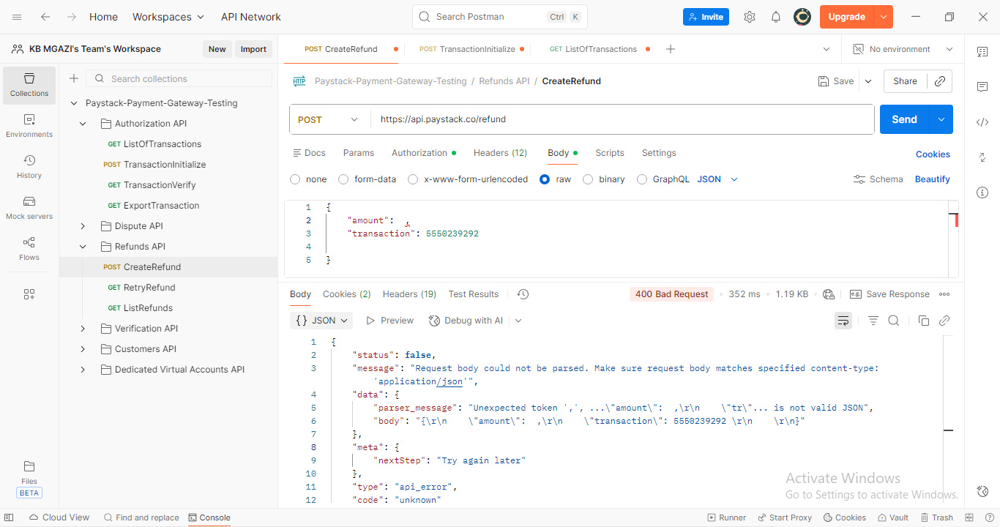 Home Workspaces API Network Search Postman Ctrl K Invite Upgrade
KB MGAZI's Team's Workspace New Import
POST CreateRefund POST TransactionInitialize GET ListOfTransactions No environment
Collections
Environments
History
Mock servers
Flows
Files
BETA
Search collections
Paystack-Payment-Gateway-Testing
Authorization API
GET ListOfTransactions
POST TransactionInitialize
GET TransactionVerify
GET ExportTransaction
Dispute API
Refunds API
POST CreateRefund
GET RetryRefund
GET ListRefunds
Verification API
Customers API
Dedicated Virtual Accounts API
HTTP Paystack-Payment-Gateway-Testing / Refunds API / CreateRefund Save Share
POST https://api.paystack.co/refund Send
Docs Params Authorization Headers (12) Body Scripts Settings Cookies
none form-data x-www-form-urlencoded raw binary GraphQL JSON Schema Beautify
1 {
2 "amount":  ,
3 "transaction": 5550239292
4
5 }
Body Cookies (2) Headers (19) Test Results 400 Bad Request 352 ms 1.19 KB e.g. Save Response
{} JSON Preview Debug with AI
1 {
2 "status": false,
3 "message": "Request body could not be parsed. Make sure request body matches specified content-type:
'application/json'",
4 "data": {
5 "parser_message": "Unexpected token ',', ...\"amount\":  ,\r\n    \"tr\"... is not valid JSON",
6 "body": "{\r\n    \"amount\":  ,\r\n    \"transaction\": 5550239292 \r\n    \r\n}"
7 },
8 "meta": {
9 "nextStep": "Try again later"
10 },
11 "type": "api_error",
12 "code": "unknown"
Activate Windows
Go to Settings to activate Windows.
Cloud View Find and replace Console Runner Start Proxy Cookies Vault Trash